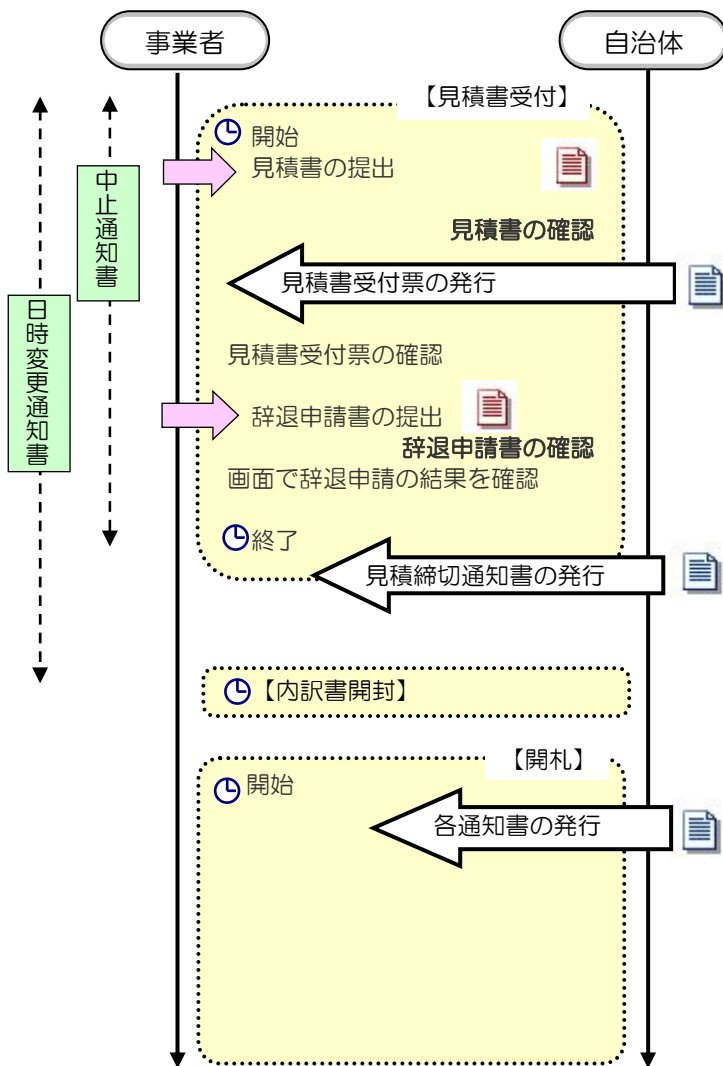 事業者
自治体
【見積書受付】
開始
見積書の提出
中止通知書
見積書の確認
見積書受付票の発行
日時変更通知書
見積書受付票の確認
辞退申請書の提出
辞退申請書の確認
画面で辞退申請の結果を確認
終了
見積締切通知書の発行
【内訳書開封】
【開札】
開始
各通知書の発行